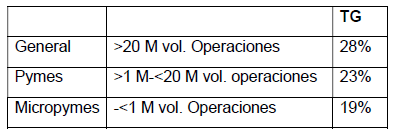 TG
General >20 M vol. Operaciones 28%
Pymes >1 M-<20 M vol. operaciones 23%
Micropymes -<1 M vol. Operaciones 19%